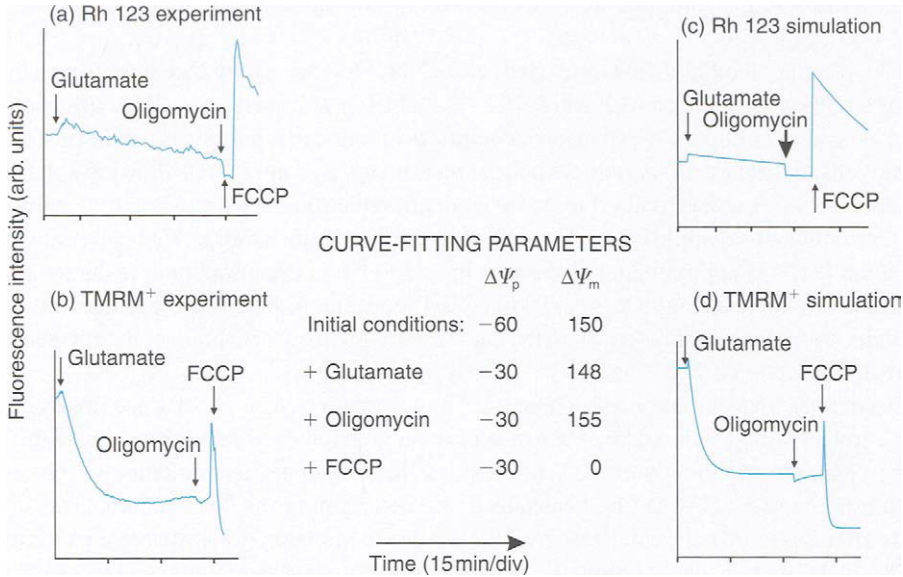 (a) Rh 123 experiment
Glutamate
Oligomycin
FCCP
(c) Rh 123 simulation
Glutamate
Oligomycin
FCCP
Fluorescence intensity (arb. units)
CURVE-FITTING PARAMETERS
ΔΨp ΔΨm
Initial conditions: −60 150
+ Glutamate −30 148
+ Oligomycin −30 155
+ FCCP −30 0
(b) TMRM+ experiment
Glutamate
FCCP
Oligomycin
(d) TMRM+ simulation
Glutamate
FCCP
Oligomycin
Time (15 min/div)